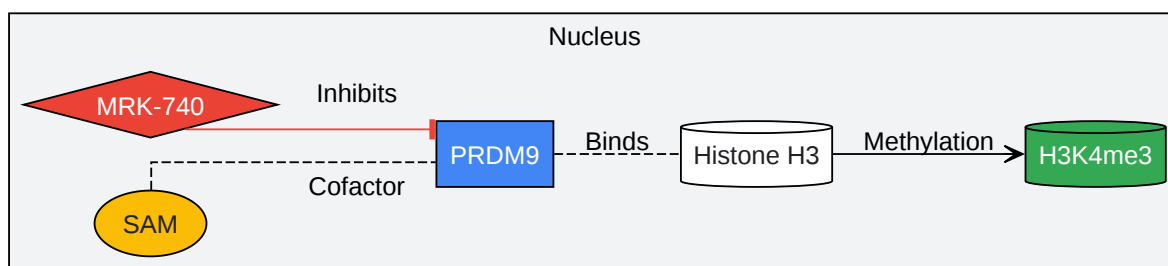 Nucleus
MRK-740
Inhibits
PRDM9
Binds
Histone H3
Methylation
H3K4me3
Cofactor
SAM